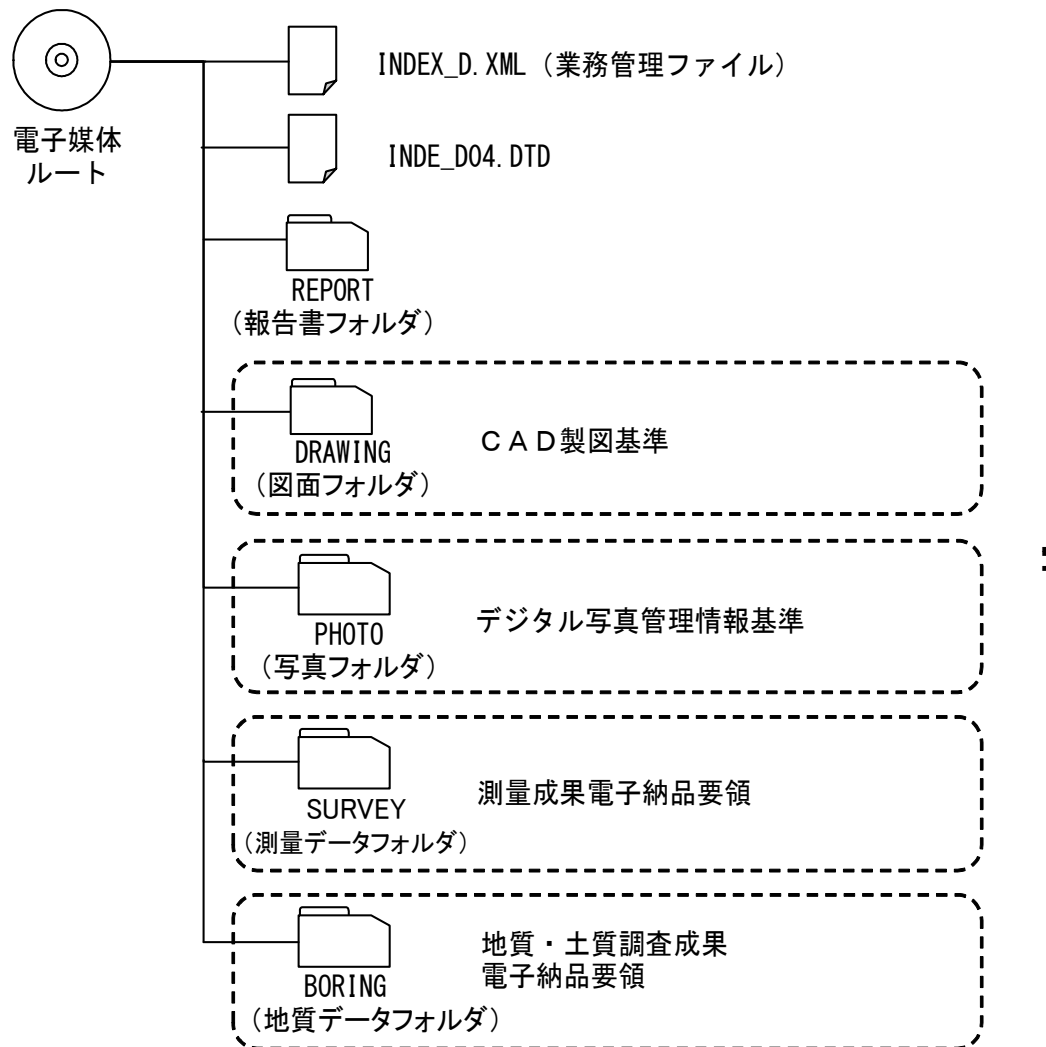 電子媒体
ルート
INDEX_D.XML（業務管理ファイル）
INDE_D04.DTD
REPORT
（報告書フォルダ）
DRAWING
（図面フォルダ）
ＣＡＤ製図基準
PHOTO
（写真フォルダ）
デジタル写真管理情報基準
SURVEY
（測量データフォルダ）
測量成果電子納品要領
BORING
（地質データフォルダ）
地質・土質調査成果
電子納品要領